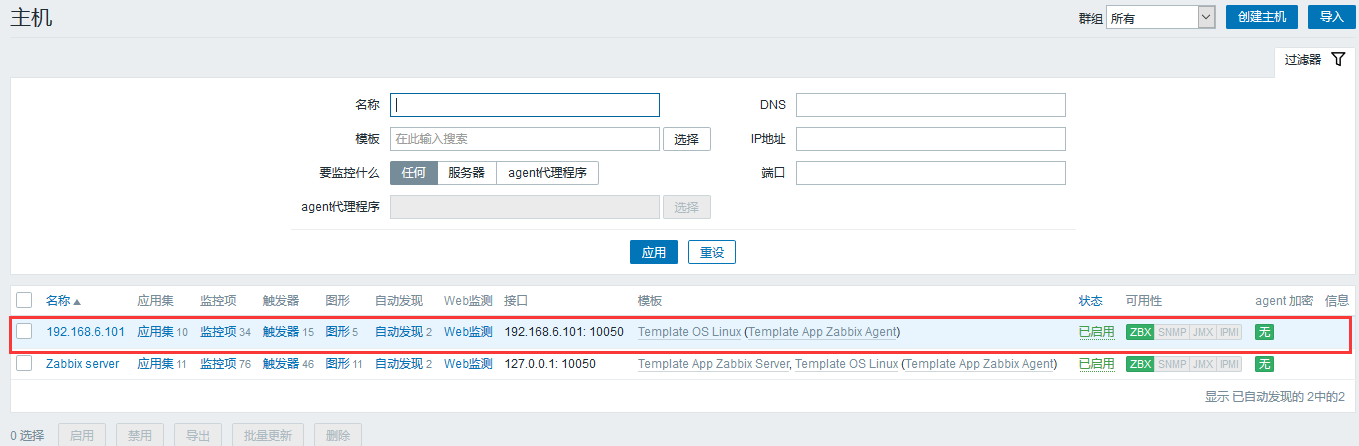 主机 群组 所有 创建主机 导入
过滤器
名称 DNS
模板 在此输入搜索 选择 IP地址
要监控什么 任何 服务器 agent代理程序 端口
agent代理程序 选择
应用 重设
名称 应用集 监控项 触发器 图形 自动发现 Web监测 接口 模板 状态 可用性 agent 加密 信息
192.168.6.101 应用集 10 监控项 34 触发器 15 图形 5 自动发现 2 Web监测 192.168.6.101: 10050 Template OS Linux (Template App Zabbix Agent) 已启用 ZBX SNMP JMX IPMI 无
Zabbix server 应用集 11 监控项 76 触发器 46 图形 11 自动发现 2 Web监测 127.0.0.1: 10050 Template App Zabbix Server, Template OS Linux (Template App Zabbix Agent) 已启用 ZBX SNMP JMX IPMI 无
显示 已自动发现的 2中的2
0 选择 启用 禁用 导出 批量更新 删除